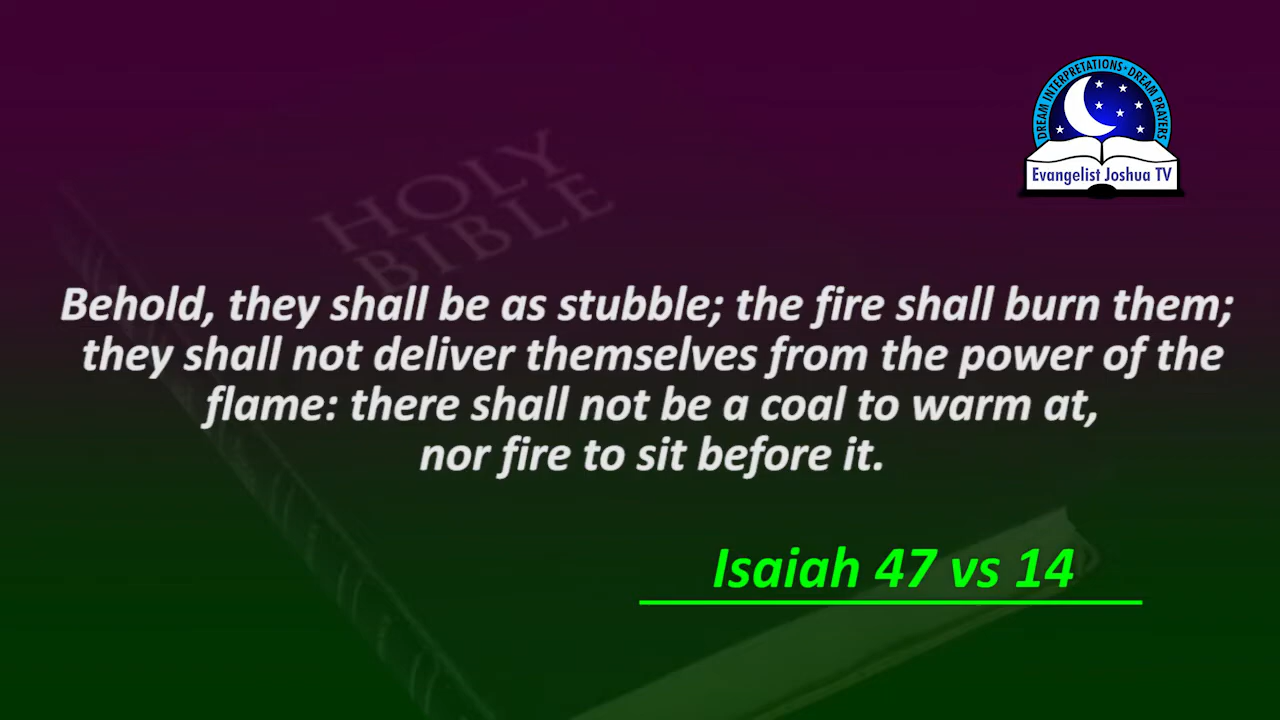 DREAM INTERPRETATIONS • DREAM PRAYERS
Evangelist Joshua TV
HOLY
BIBLE
Behold, they shall be as stubble; the fire shall burn them;
they shall not deliver themselves from the power of the
flame: there shall not be a coal to warm at,
nor fire to sit before it.
Isaiah 47 vs 14